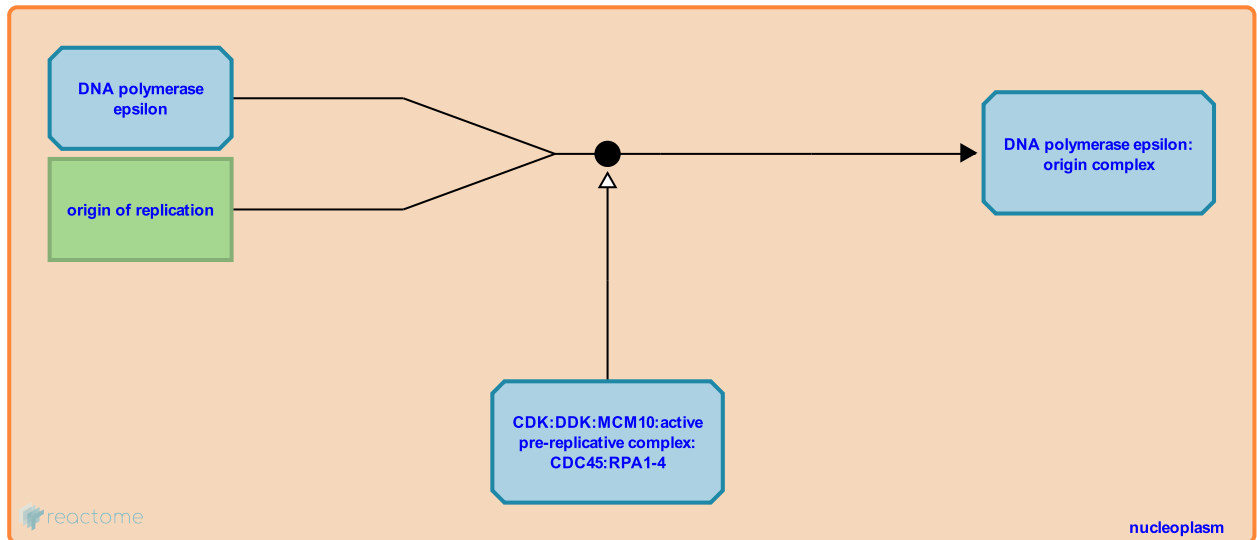 DNA polymerase
epsilon
origin of replication
DNA polymerase epsilon:
origin complex
CDK:DDK:MCM10:active
pre-replicative complex:
CDC45:RPA1-4
reactome
nucleoplasm